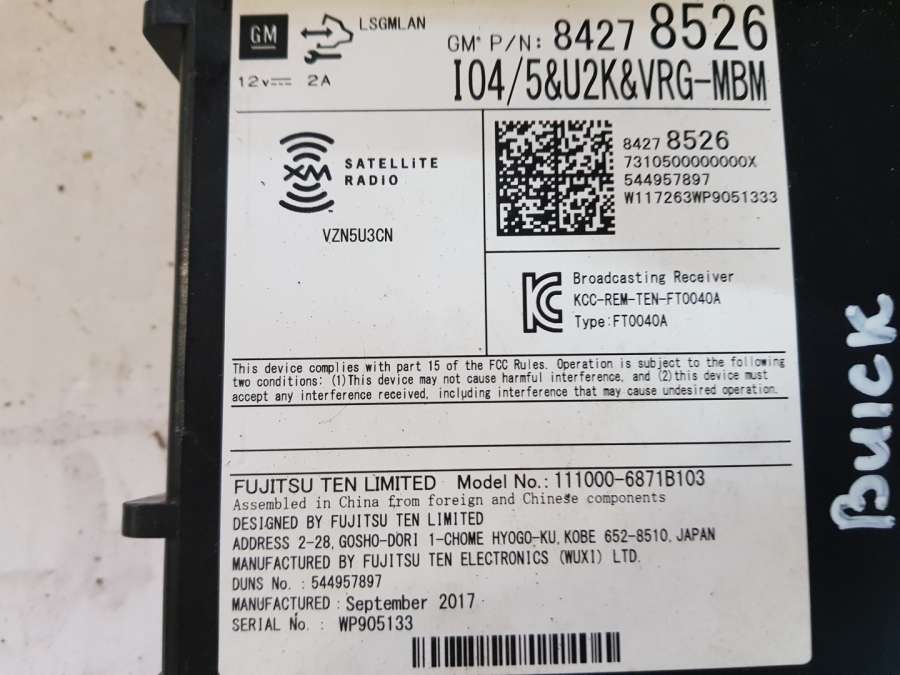 GM
LSGMLAN
12V⎓ 2A
GM* P/N: 8427 8526
IO4/5&U2K&VRG-MBM
XM SATELLiTE
RADIO
VZN5U3CN
8427 8526
7310500000000X
544957897
W117263WP9051333
Broadcasting Receiver
KCC-REM-TEN-FT0040A
Type:FT0040A
This device complies with part 15 of the FCC Rules. Operation is subject to the following
two conditions: (1)This device may not cause harmful interference, and (2)this device must
accept any interference received, including interference that may cause undesired operation.
FUJITSU TEN LIMITED Model No.: 111000-6871B103
Assembled in China from foreign and Chinese components
DESIGNED BY FUJITSU TEN LIMITED
ADDRESS 2-28, GOSHO-DORI 1-CHOME HYOGO-KU, KOBE 652-8510, JAPAN
MANUFACTURED BY FUJITSU TEN ELECTRONICS (WUXI) LTD.
DUNS No. : 544957897
MANUFACTURED : September 2017
SERIAL No. : WP905133
BUICK